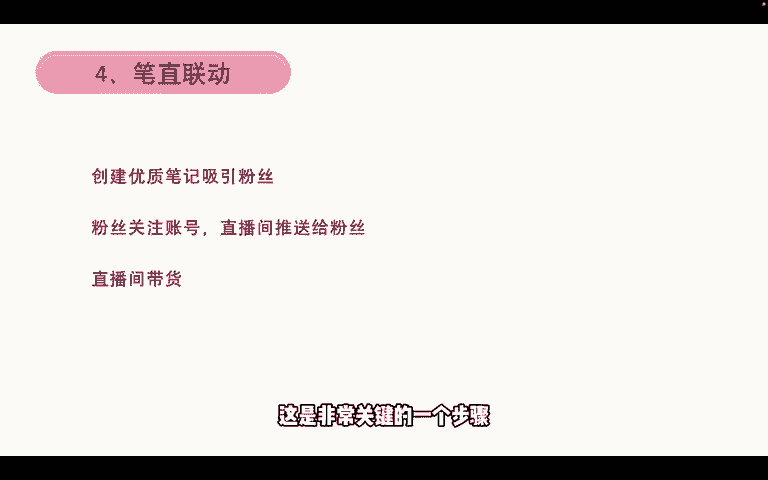 4、笔直联动
创建优质笔记吸引粉丝
粉丝关注账号，直播间推送给粉丝
直播间带货
这是非常关键的一个步骤